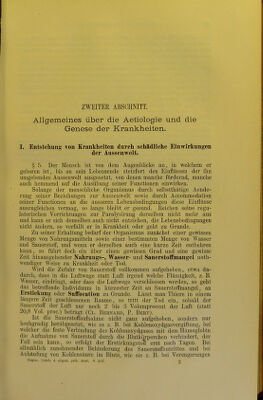 ZWEITER ABSCHNITT.
Allgemeines über die Aetiologie und die
Genese der Krankheiten.
I. Entstehung von Krankheiten durch schädliche Einwirkungen
der Aussenwelt.
§ 5. Der Mensch ist von dem Augenblicke an, in welchem er
geboren ist, bis an sein Lebensende stetsfort den Einflüssen der ihn
umgebenden Aussenwelt ausgesetzt, von denen manche fördernd, manche
auch hemmend auf die Ausübung seiner Functionen einwirken.
Solange der menschliche Organismus durch selbstthätige Aenderung
seiner Beziehungen zur Aussenwelt sowie durch Accommodation
seiner Functionen an die äusseren Lebensbedingungen diese Einflüsse
auszugleichen vermag, so lange bleibt er gesund. Reichen seine regulatorischen
Vorrichtungen zur Paralysirung derselben nicht mehr aus
und kann er sich denselben auch nicht entziehen, die Lebensbedingungen
nicht ändern, so verfällt er in Krankheit oder geht zu Grunde.
Zu seiner Erhaltung bedarf der Organismus zunächst einer gewissen
Menge von Nahrungsmitteln sowie einer bestimmten Menge von Wasser
und Sauerstoff, und wenn er derselben auch eine kurze Zeit entrathen
kann, so führt doch ein über einen gewissen Grad und eine gewisse
Zeit hinausgehender Nahrungs-, Wasser- und Sauerstoffmangel nothwendiger
Weise zu Krankheit oder Tod.
Wird die Zufuhr von Sauerstoff vollkommen aufgehoben, etwa dadurch,
dass in die Luftwege statt Luft irgend welche Flüssigkeit, z. B.
Wasser, eindringt, oder dass die Luftwege verschlossen werden, so geht
das betreffende Individuum in kürzester Zeit an Sauerstoffmangel, an
Erstickung oder Suffocation zu Grunde. Lässt man Thiere in einem
längere Zeit geschlossenen Raume, so tritt der Tod ein, sobald der
Sauerstoff der Luft nur noch 2 bis 3 Volumprocent der Luft (statt
20,8 Vol. proc.) beträgt (Cl. Bernard, P. Bert).
Ist die Sauerstoffaufnahme nicht ganz aufgehoben, sondern nur
hochgradig beeinträchtigt, wie es z. B. bei Kohlenoxydgasvergiftung, bei
welcher die feste Verbindung des Kohlenoxydgases mit dem Hämoglobin
die Aufnahme von Sauerstoff durch die Blutkörperchen verhindert, der
Fall sein kann, so erfolgt der Erstickungstod erst nach Tagen. Die
allmählich zunehmende Behinderung des Sauerstoffzutrittes und die
Anhäufung von Kohlensäure im Blute, wie sie z. B. bei Verengerungen